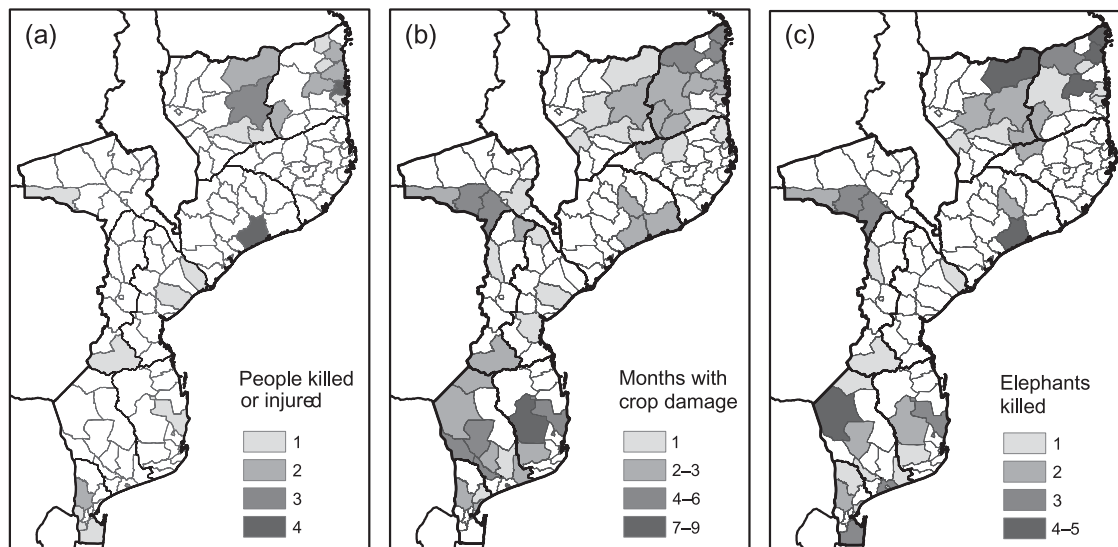 (a)
People killed
or injured
1
2
3
4
(b)
Months with
crop damage
1
2–3
4–6
7–9
(c)
Elephants
killed
1
2
3
4–5